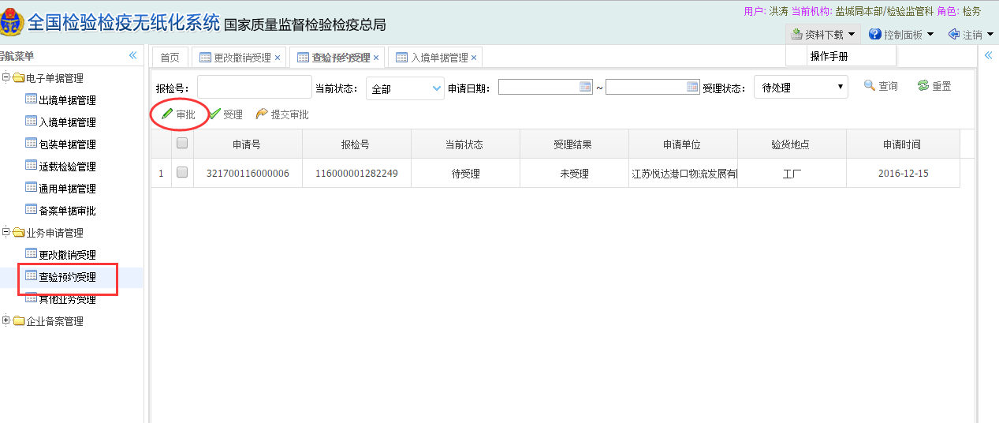 用户: 洪涛 当前机构: 盐城局本部/检验监管科 角色: 检务
全国检验检疫无纸化系统 国家质量监督检验检疫总局
资料下载 控制面板 注销
操作手册
导航菜单
首页 更改撤销受理 查验预约受理 入境单据管理
电子单据管理
出境单据管理
入境单据管理
包装单据管理
适载检验管理
通用单据管理
备案单据审批
业务申请管理
更改撤销受理
查验预约受理
其他业务受理
企业备案管理
报检号: 当前状态: 全部 申请日期: ~ 受理状态: 待处理 查询 重置
审批 受理 提交审批
申请号 报检号 当前状态 受理结果 申请单位 验货地点 申请时间
1 321700116000006 116000001282249 待受理 未受理 江苏悦达港口物流发展有 工厂 2016-12-15